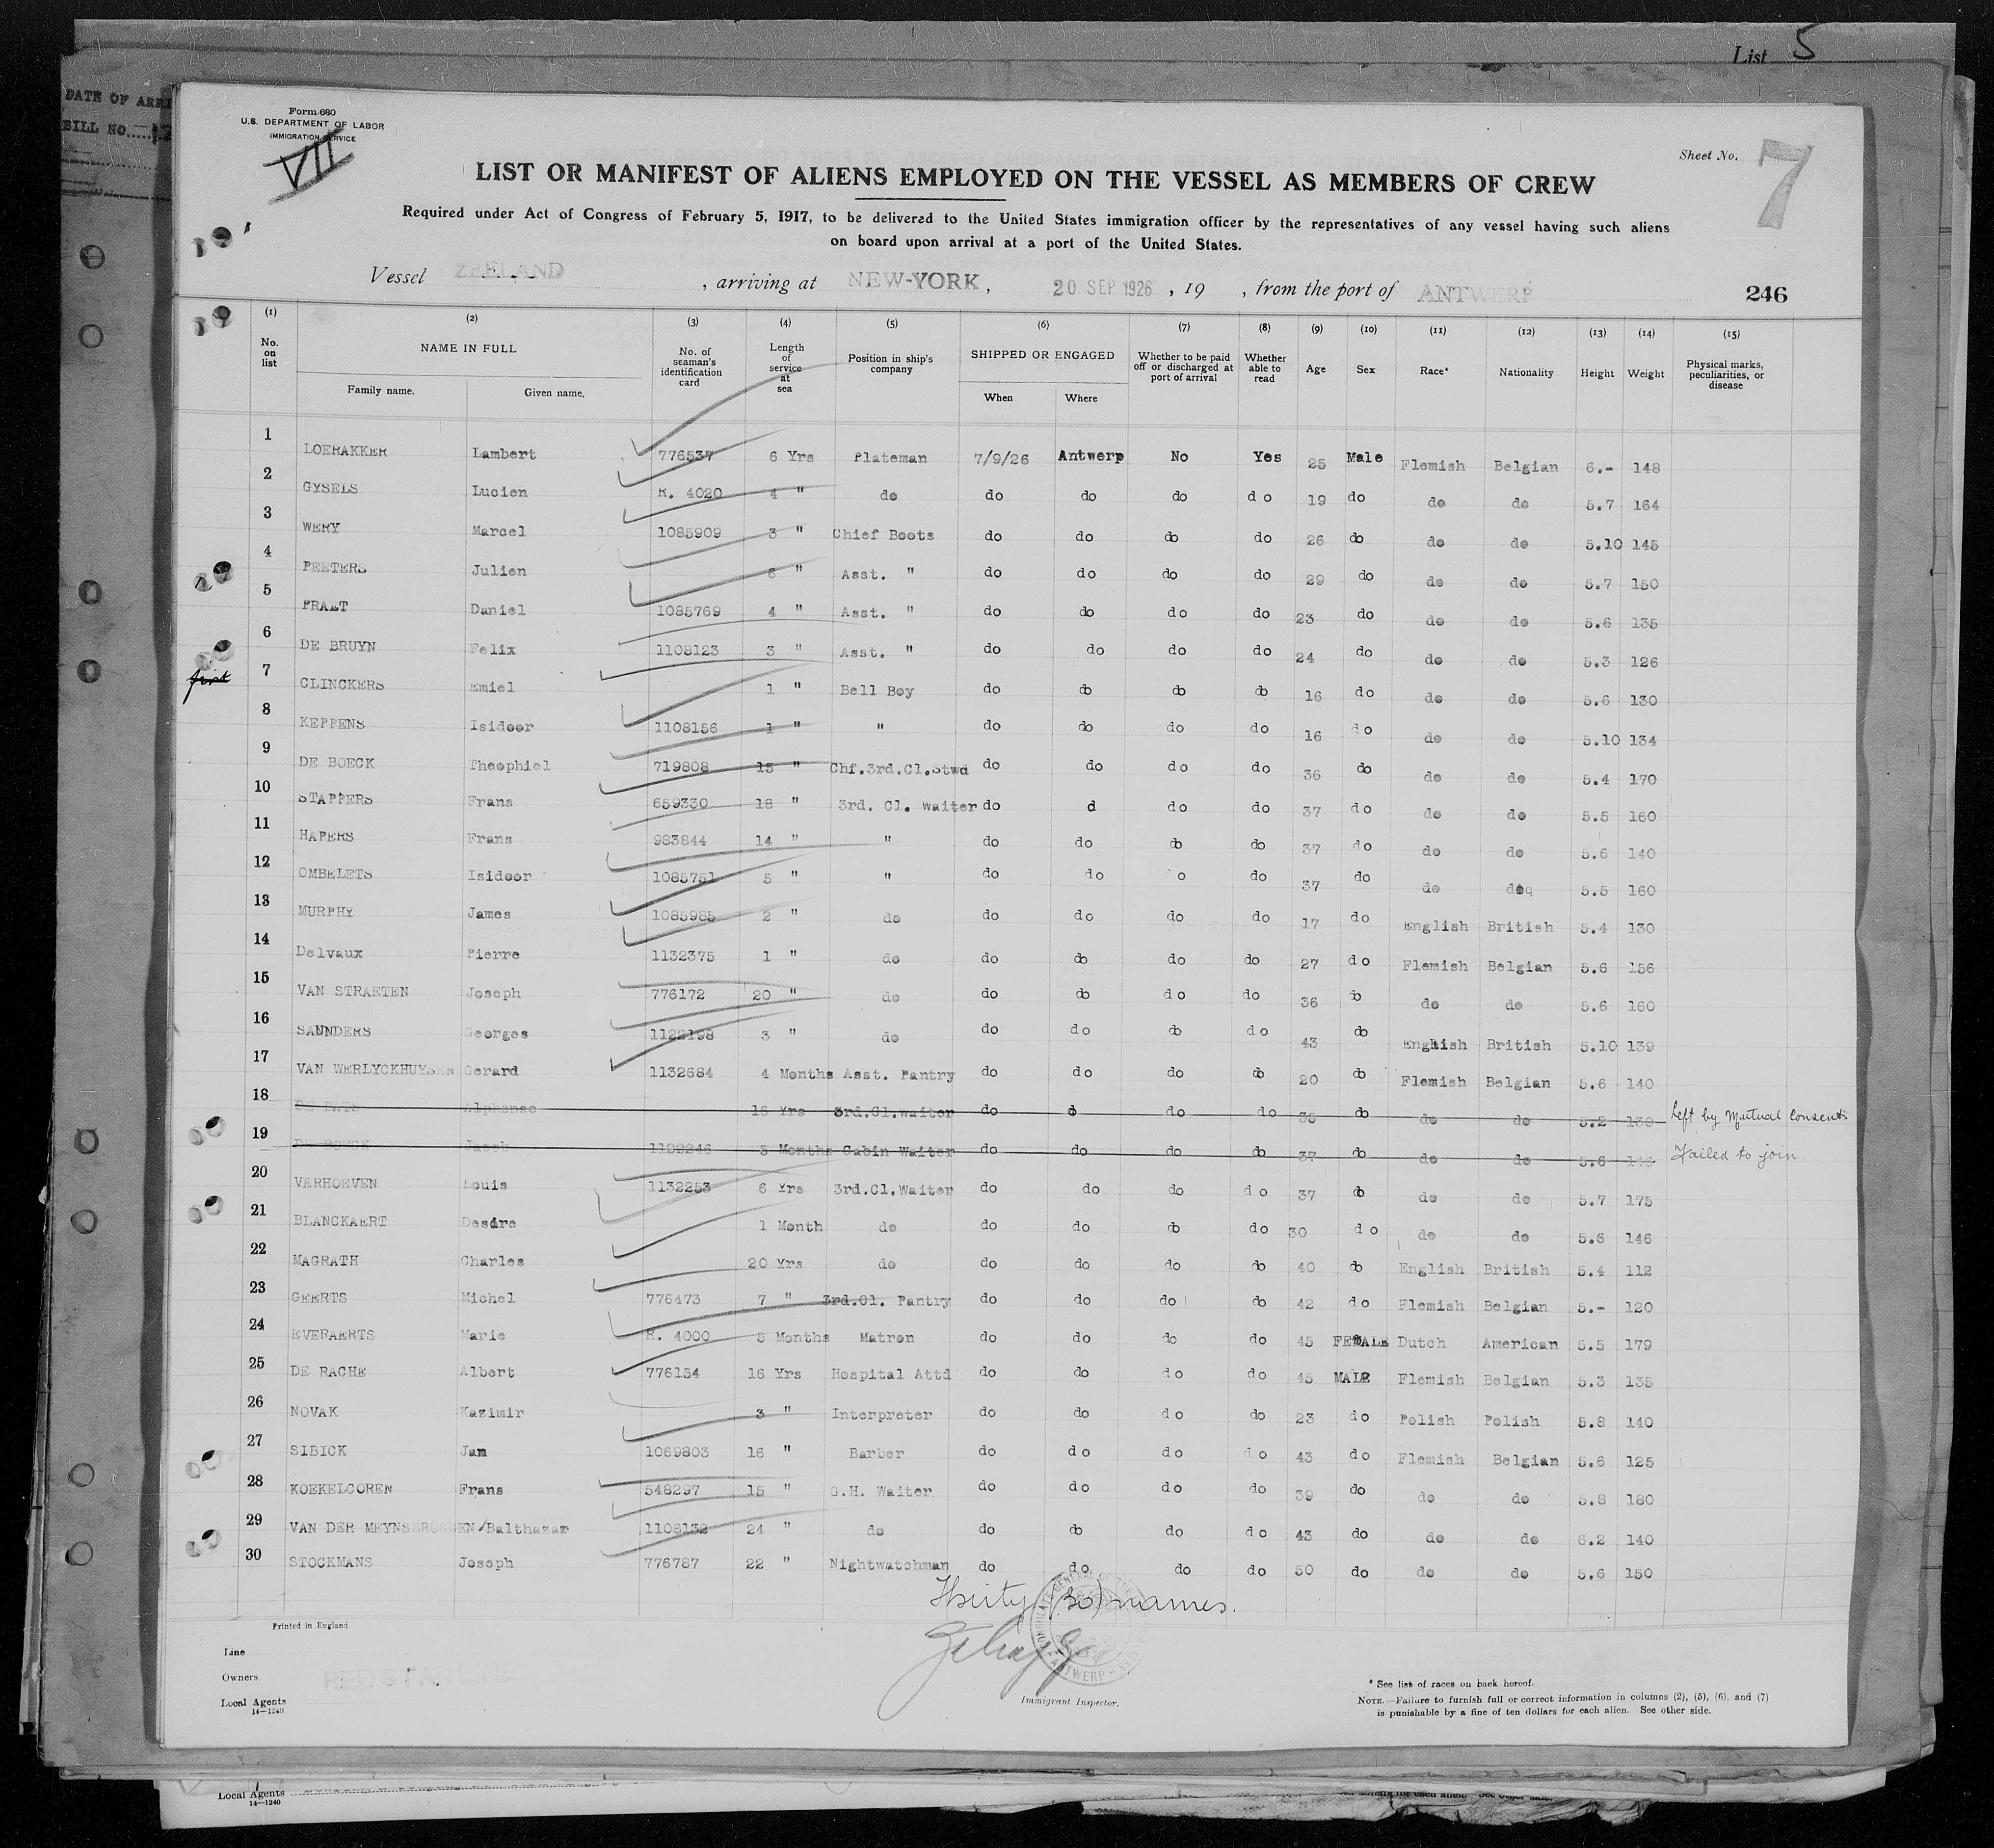 List 5
DATE OF ARRI
BILL NO.
Form 680
U.S. DEPARTMENT OF LABOR
IMMIGRATION SERVICE
VII
Sheet No. 7
LIST OR MANIFEST OF ALIENS EMPLOYED ON THE VESSEL AS MEMBERS OF CREW
Required under Act of Congress of February 5, 1917, to be delivered to the United States immigration officer by the representatives of any vessel having such aliens
on board upon arrival at a port of the United States.
Vessel ZEELAND , arriving at NEW-YORK, 20 SEP 1926 , 19 , from the port of ANTWERP 246
(1) (2) (3) (4) (5) (6) (7) (8) (9) (10) (11) (12) (13) (14) (15)
No. on list NAME IN FULL Family name. Given name. No. of seaman's identification card Length of service at sea Position in ship's company SHIPPED OR ENGAGED When Where Whether to be paid off or discharged at port of arrival Whether able to read Age Sex Race* Nationality Height Weight Physical marks, peculiarities, or disease
1 LOERAKKER Lambert 776537 6 Yrs Plateman 7/9/26 Antwerp No Yes 25 Male Flemish Belgian 6.- 148
2 GYSELS Lucien R. 4020 4 " do do do do do 19 do do do 5.7 164
3 WERY Marcel 1085909 3 " Chief Boots do do do do 26 do do do 5.10 145
4 PEETERS Julien 6 " Asst. " do do do do 29 do do do 5.7 150
5 PRAET Daniel 1085769 4 " Asst. " do do do do 23 do do do 5.6 135
6 DE BRUYN Felix 1108123 3 " Asst. " do do do do 24 do do do 5.3 126
first 7 CLINCKERS Emiel 1 " Bell Boy do do do do 16 do do do 5.6 130
8 KEPPENS Isidoor 1108156 1 " " do do do do 16 do do do 5.10 134
9 DE BOECK Theophiel 719808 15 " Chf.3rd.Cl.Stwd do do do do 36 do do do 5.4 170
10 STAPPERS Frans 659330 18 " 3rd. Cl. Waiter do d do do 37 do do do 5.5 160
11 HAPERS Frans 983844 14 " " do do do do 37 do do do 5.6 140
12 OMBELETS Isidoor 1085751 5 " " do do o do 37 do do do 5.5 160
13 MURPHY James 1085985 2 " do do do do do 17 do English British 5.4 130
14 Delvaux Pierre 1132375 1 " do do do do do 27 do Flemish Belgian 5.6 156
15 VAN STRAETEN Joseph 776172 20 " do do do do do 36 do do do 5.6 160
16 SAUNDERS Georges 1122198 3 " do do do do do 43 do English British 5.10 139
17 VAN WERLYCKHUYSEN Gerard 1132684 4 Months Asst. Pantry do do do do 20 do Flemish Belgian 5.6 140
18 Alphonse 16 Yrs 3rd.Cl.Waiter do do do do do do do 5.2 130 Left by Mutual Consents
19 DE BOECK Jacob 5 Months Cabin Waiter do do do do 37 do do do 5.6 Failed to join
20 VERHOEVEN Louis 1132253 6 Yrs 3rd.Cl.Waiter do do do do 37 do do do 5.7 175
21 BLANCKAERT Desire 1 Month do do do do do 30 do do do 5.6 146
22 MAGRATH Charles 20 Yrs do do do do do 40 do English British 5.4 112
23 GEERTS Michel 776473 7 " 3rd.Cl. Pantry do do do do 42 do Flemish Belgian 5.- 120
24 EVERAERTS Marie R. 4000 5 Months Matron do do do do 45 FEMALE Dutch American 5.5 179
25 DE RACHE Albert 776154 16 Yrs Hospital Attd do do do do 45 MALE Flemish Belgian 5.3 135
26 NOVAK Kazimir 3 " Interpreter do do do do 23 do Polish Polish 5.8 140
27 SIBICK Jan 1069803 16 " Barber do do do do 43 do Flemish Belgian 5.6 125
28 KOEKELCOREN Frans 548297 15 " G.H. Waiter do do do do 39 do do do 5.8 180
29 VAN DER MEYNSBRUGGEN/Balthazar 1108132 24 " do do do do do 43 do do do 6.2 140
30 STOCKMANS Joseph 776787 22 " Nightwatchman do do do do 50 do do do 5.6 150
Thirty (30) names.
Printed in England
Line
Owners RED STAR LINE
Local Agents
14—1240
ANTWERP
Immigrant Inspector.
* See list of races on back hereof.
NOTE.—Failure to furnish full or correct information in columns (2), (5), (6), and (7)
is punishable by a fine of ten dollars for each alien. See other side.
Local Agents
14—1240